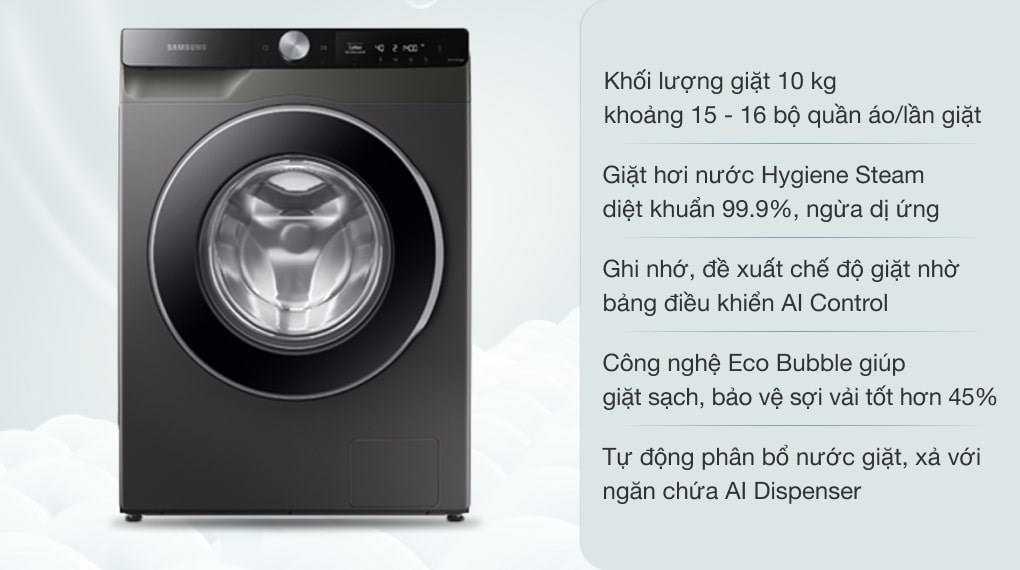 SAMSUNG
40 2 1400
Khối lượng giặt 10 kg
khoảng 15 - 16 bộ quần áo/lần giặt
Giặt hơi nước Hygiene Steam
diệt khuẩn 99.9%, ngừa dị ứng
Ghi nhớ, đề xuất chế độ giặt nhờ
bảng điều khiển AI Control
Công nghệ Eco Bubble giúp
giặt sạch, bảo vệ sợi vải tốt hơn 45%
Tự động phân bổ nước giặt, xả với
ngăn chứa AI Dispenser